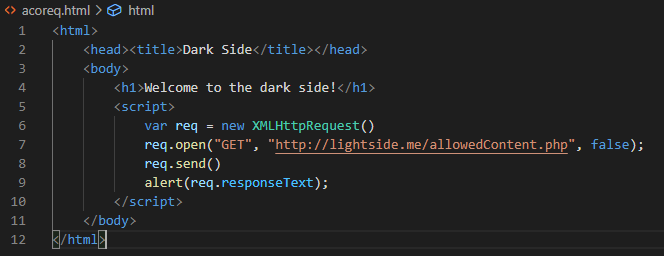 acoreq.html > html
1 <html>
2 <head><title>Dark Side</title></head>
3 <body>
4 <h1>Welcome to the dark side!</h1>
5 <script>
6 var req = new XMLHttpRequest()
7 req.open("GET", "http://lightside.me/allowedContent.php", false);
8 req.send()
9 alert(req.responseText);
10 </script>
11 </body>
12 </html>